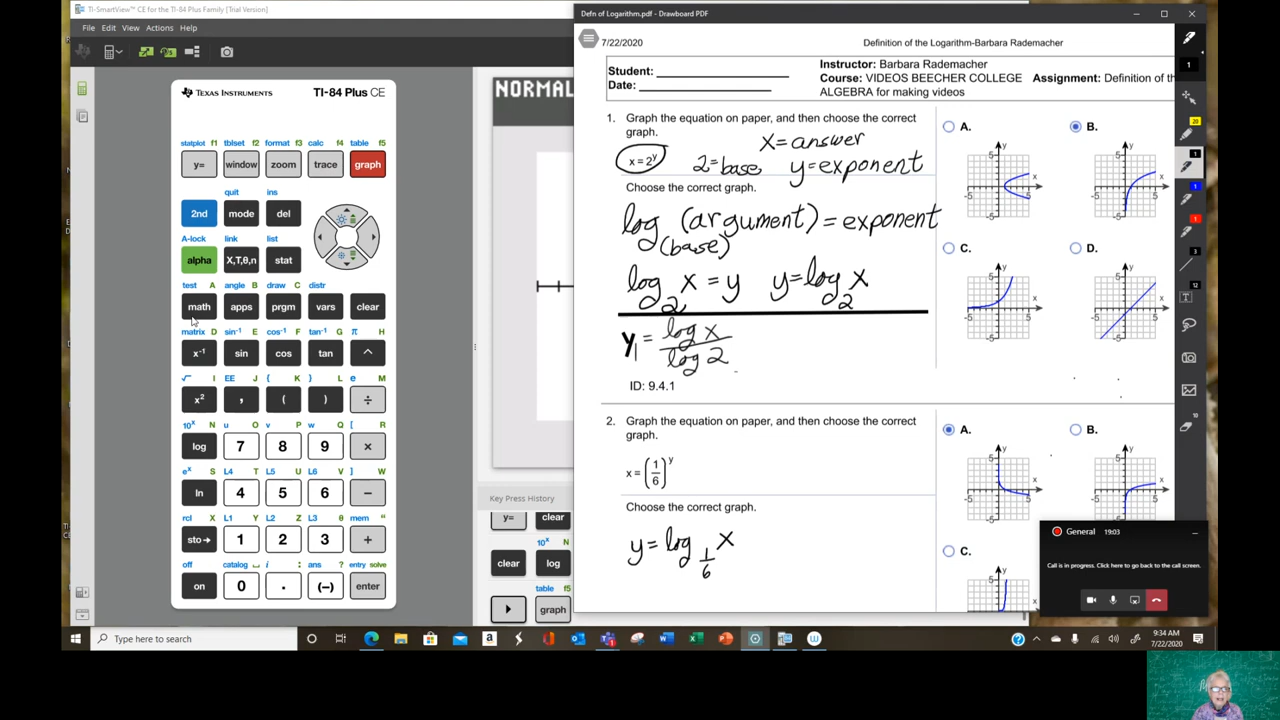 TI-SmartView™ CE for the TI-84 Plus Family [Trial Version]
File Edit View Actions Help
TEXAS INSTRUMENTS TI-84 Plus CE
statplot f1 tblset f2 format f3 calc f4 table f5
y= window zoom trace graph
quit ins
2nd mode del
A-lock link list
alpha X,T,θ,n stat
test A angle B draw C distr
math apps prgm vars clear
matrix D sin⁻¹ E cos⁻¹ F tan⁻¹ G π H
x⁻¹ sin cos tan ^
√ I EE J { K } L e M
x² , ( ) ÷
10ˣ N u O v P w Q [ R
log 7 8 9 ×
eˣ S L4 T L5 U L6 V ] W
ln 4 5 6 −
rcl X L1 Y L2 Z L3 θ mem "
sto→ 1 2 3 +
off catalog ⎵ i : ans ? entry solve
on 0 . (−) enter
NORMAL
Key Press History
y= clear
10ˣ N
clear log
table f5
graph
Defn of Logarithm.pdf - Drawboard PDF
7/22/2020 Definition of the Logarithm-Barbara Rademacher
Student:
Date:
Instructor: Barbara Rademacher
Course: VIDEOS BEECHER COLLEGE Assignment: Definition of th
ALGEBRA for making videos
1. Graph the equation on paper, and then choose the correct
graph.
x = 2ʸ
x = answer
2 = base y = exponent
Choose the correct graph.
log (base) (argument) = exponent
log₂ x = y y = log₂ x
y₁ = log x / log 2
ID: 9.4.1
A. B.
C. D.
2. Graph the equation on paper, and then choose the correct
graph.
x = (1/6)ʸ
Choose the correct graph.
y = log 1/6 x
A. B.
C.
General 19:03
Call is in progress. Click here to go back to the call screen.
Type here to search
9:34 AM
7/22/2020